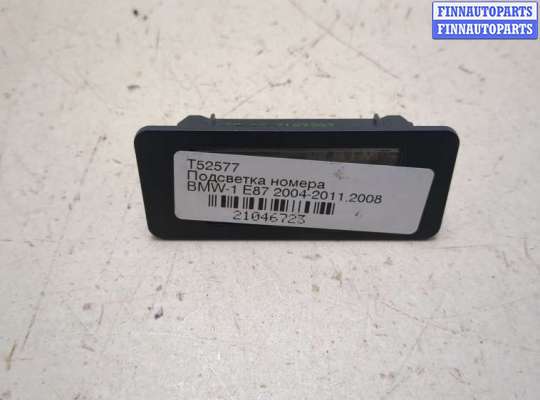 FINNAUTOPARTS
FINNAUTOPARTS
T52577
Подсветка номера
BMW-1 E87 2004-2011.2008
21046723